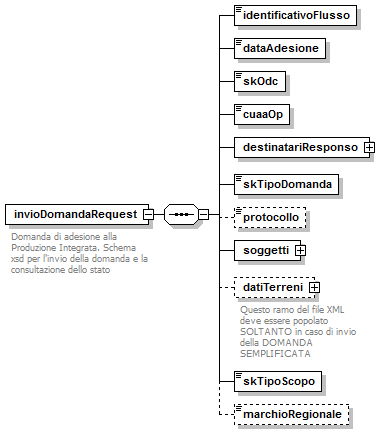 identificativoFlusso
dataAdesione
skOdc
cuaaOp
destinatariResponso
skTipoDomanda
invioDomandaRequest
protocollo
Domanda di adesione alla
Produzione Integrata. Schema
xsd per l'invio della domanda e la
consultazione dello stato
soggetti
datiTerreni
Questo ramo del file XML
deve essere popolato
SOLTANTO in caso di invio
della DOMANDA
SEMPLIFICATA
skTipoScopo
marchioRegionale